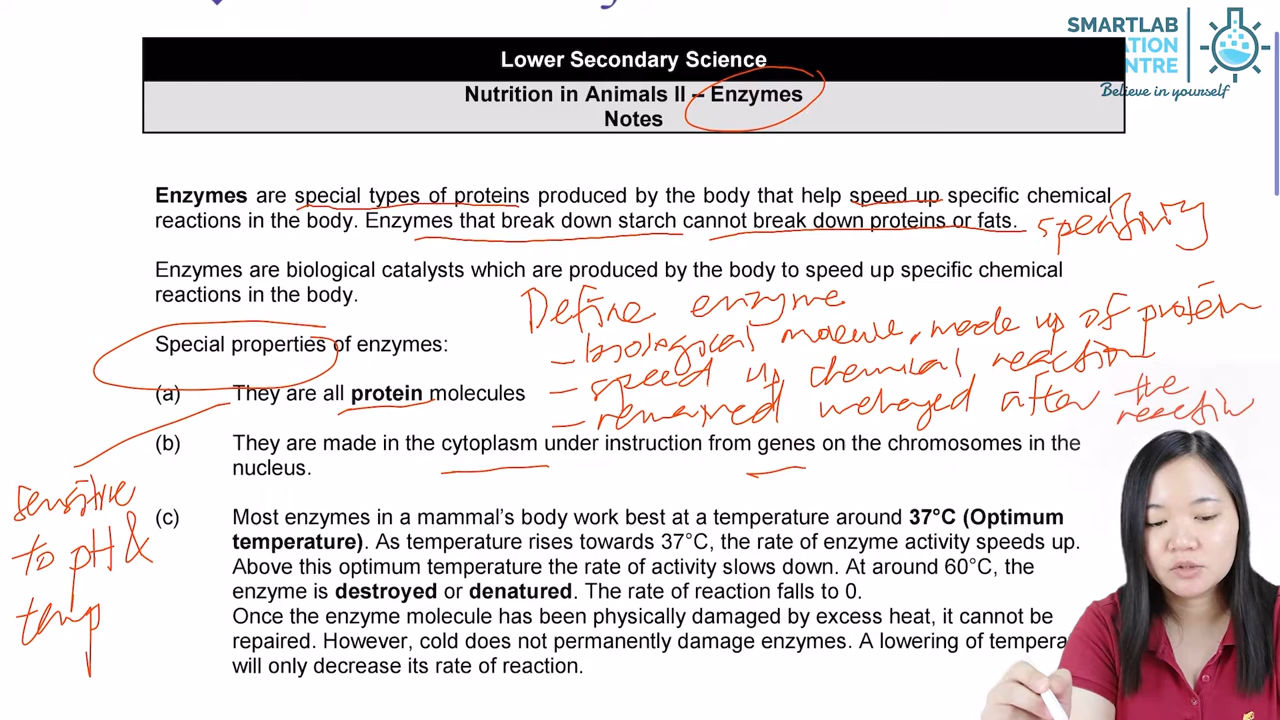 SMARTLAB
ATION
NTRE
Believe in yourself
Lower Secondary Science
Nutrition in Animals II – Enzymes
Notes
Enzymes are special types of proteins produced by the body that help speed up specific chemical
reactions in the body. Enzymes that break down starch cannot break down proteins or fats.
specificity
Enzymes are biological catalysts which are produced by the body to speed up specific chemical
reactions in the body.
Define enzyme
- biological molecule, made up of protein
- speed up chemical reaction
- remained unchanged after the
reaction
Special properties of enzymes:
(a) They are all protein molecules
(b) They are made in the cytoplasm under instruction from genes on the chromosomes in the
nucleus.
sensitive
to pH &
temp
(c) Most enzymes in a mammal's body work best at a temperature around 37°C (Optimum
temperature). As temperature rises towards 37°C, the rate of enzyme activity speeds up.
Above this optimum temperature the rate of activity slows down. At around 60°C, the
enzyme is destroyed or denatured. The rate of reaction falls to 0.
Once the enzyme molecule has been physically damaged by excess heat, it cannot be
repaired. However, cold does not permanently damage enzymes. A lowering of tempera
will only decrease its rate of reaction.